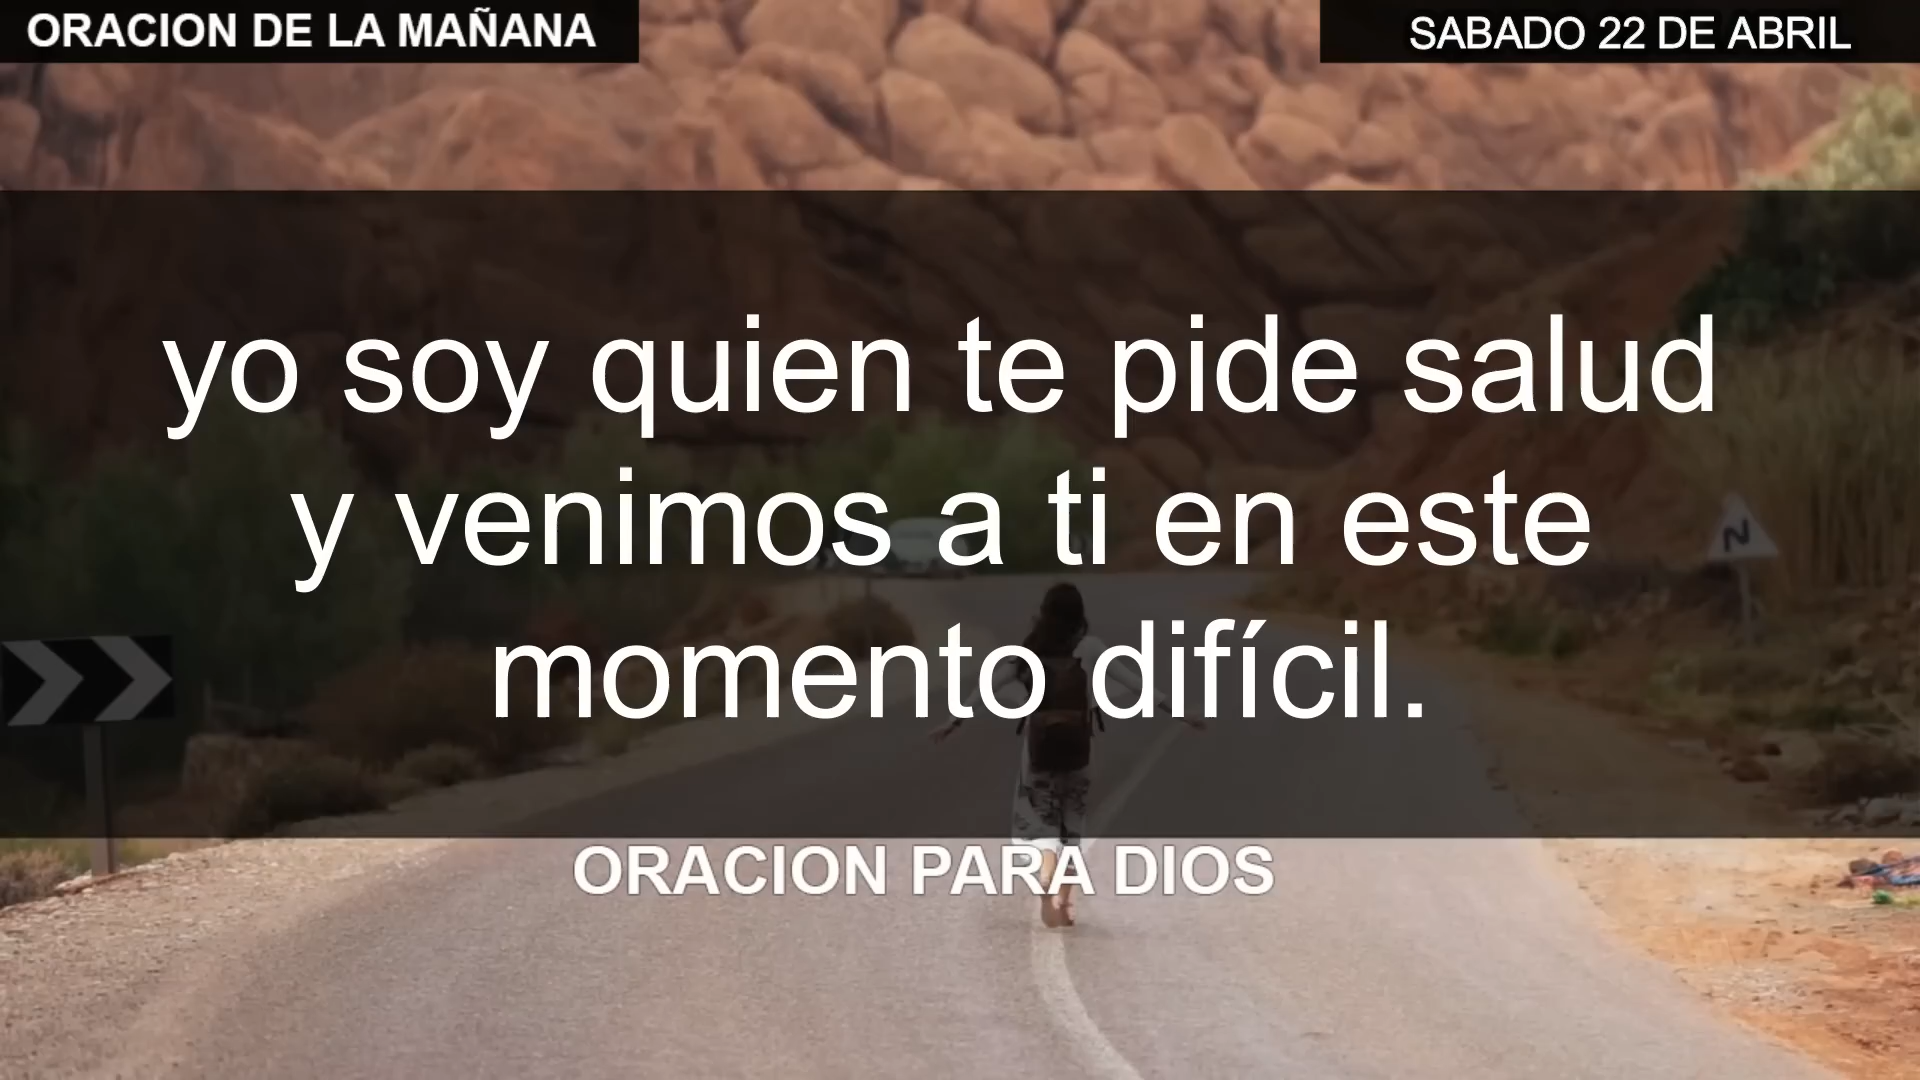 ORACION DE LA MAÑANA
SABADO 22 DE ABRIL
yo soy quien te pide salud
y venimos a ti en este
momento difícil.
ORACION PARA DIOS